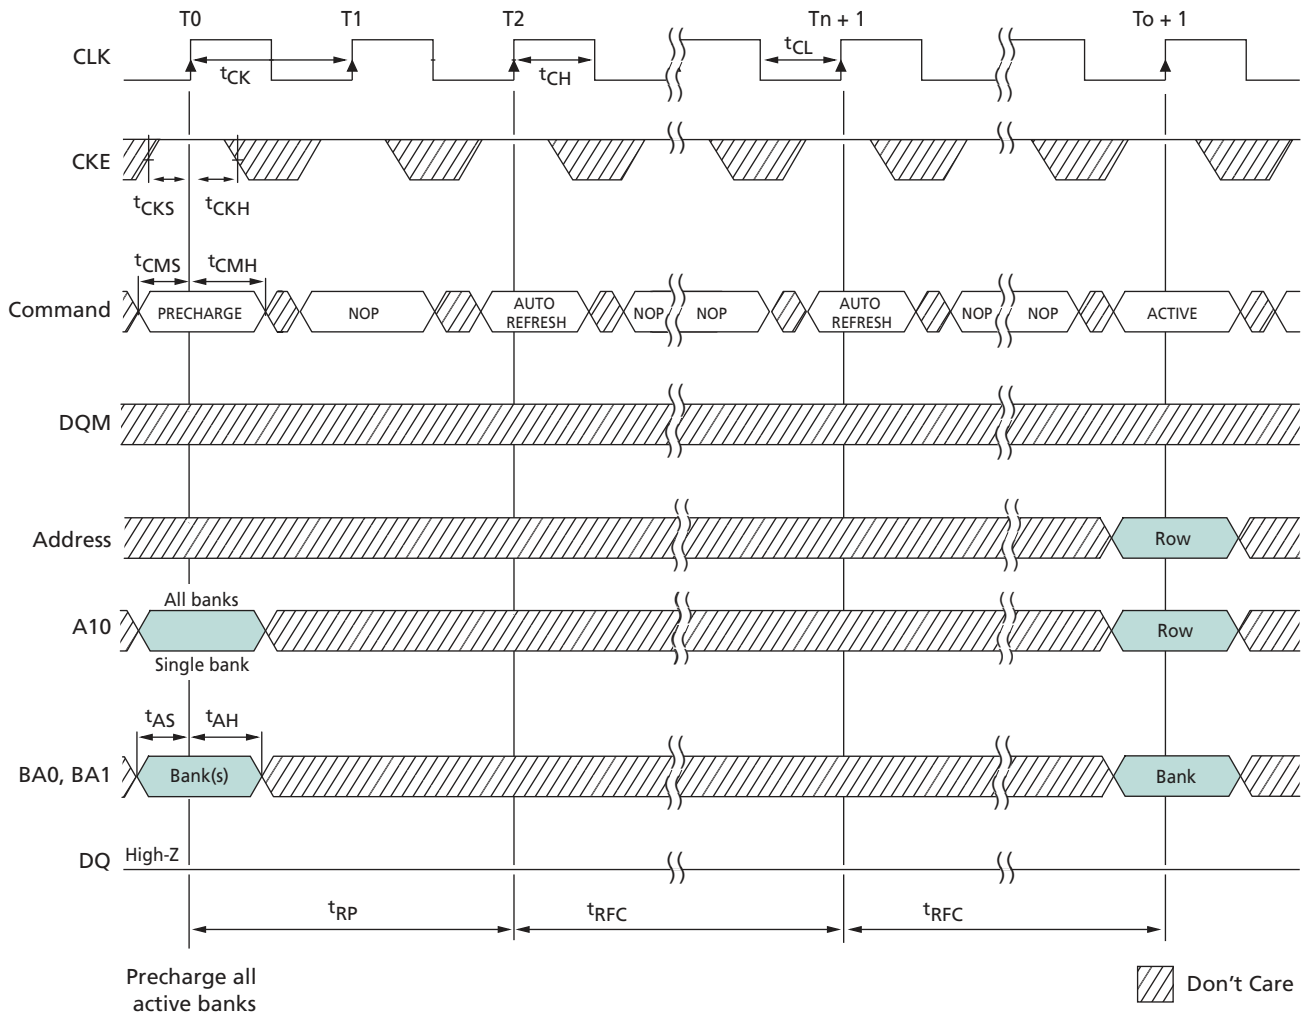 T0 T1 T2 Tn + 1 To + 1
CLK
tCK tCH tCL
CKE
tCKS tCKH
tCMS tCMH
Command PRECHARGE NOP AUTO REFRESH NOP NOP AUTO REFRESH NOP NOP ACTIVE
DQM
Address Row
All banks
A10 Row
Single bank
tAS tAH
BA0, BA1 Bank(s) Bank
DQ High-Z
tRP tRFC tRFC
Precharge all
active banks
Don't Care